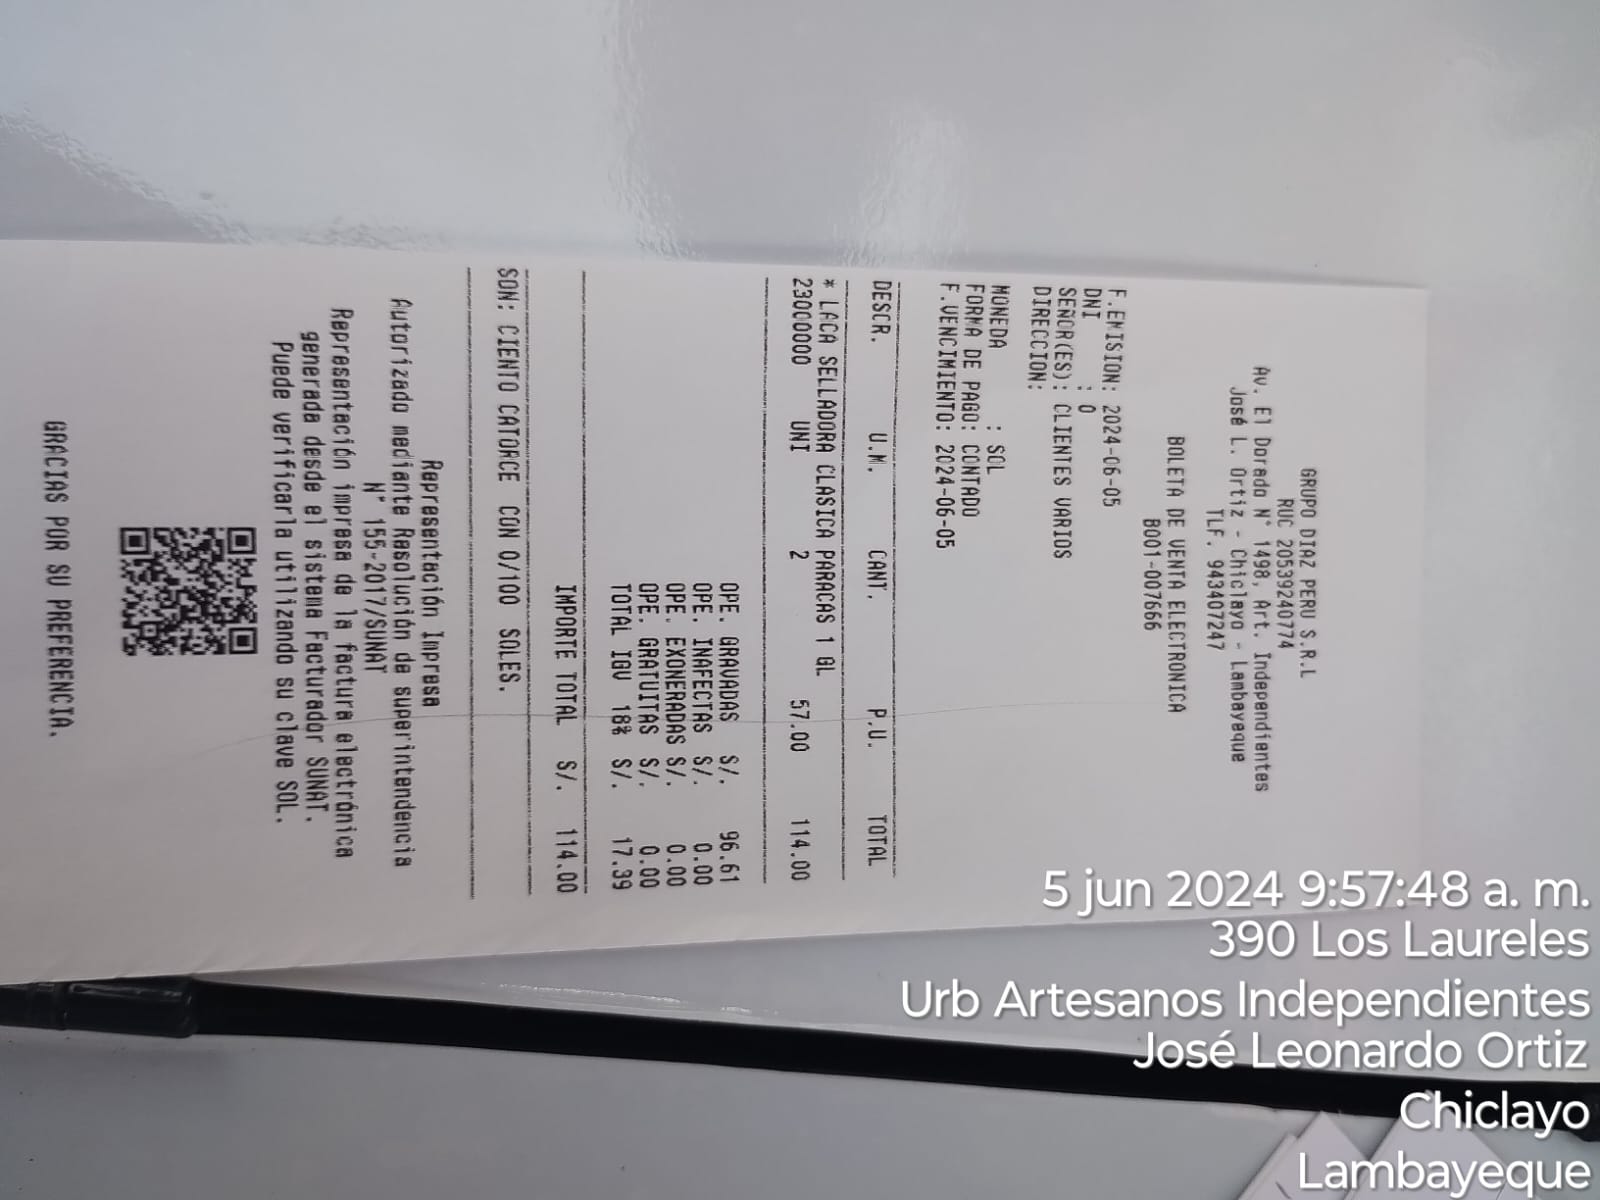 GRUPO DIAZ PERU S.R.L
RUC 20539240774
Av. El Dorado N° 1498, Art. Independientes
José L. Ortiz - Chiclayo - Lambayeque
TLF. 943407247
BOLETA DE VENTA ELECTRONICA
B001-007666
F.EMISION: 2024-06-05
DNI : 0
SEÑOR(ES): CLIENTES VARIOS
DIRECCION:
MONEDA : SOL
FORMA DE PAGO: CONTADO
F.VENCIMIENTO: 2024-06-05
DESCR. U.M. CANT. P.U. TOTAL
* LACA SELLADORA CLASICA PARACAS 1 GL
23000000 UNI 2 57.00 114.00
OPE. GRAVADAS S/. 96.61
OPE. INAFECTAS S/. 0.00
OPE. EXONERADAS S/. 0.00
OPE. GRATUITAS S/. 0.00
TOTAL IGV 18% S/. 17.39
IMPORTE TOTAL S/. 114.00
SON: CIENTO CATORCE CON 0/100 SOLES.
Representación Impresa
Autorizado mediante Resolución de superintendencia
N° 155-2017/SUNAT
Representación impresa de la factura electrónica
generada desde el sistema Facturador SUNAT.
Puede verificarla utilizando su clave SOL.
GRACIAS POR SU PREFERENCIA.
5 jun 2024 9:57:48 a. m.
390 Los Laureles
Urb Artesanos Independientes
José Leonardo Ortiz
Chiclayo
Lambayeque